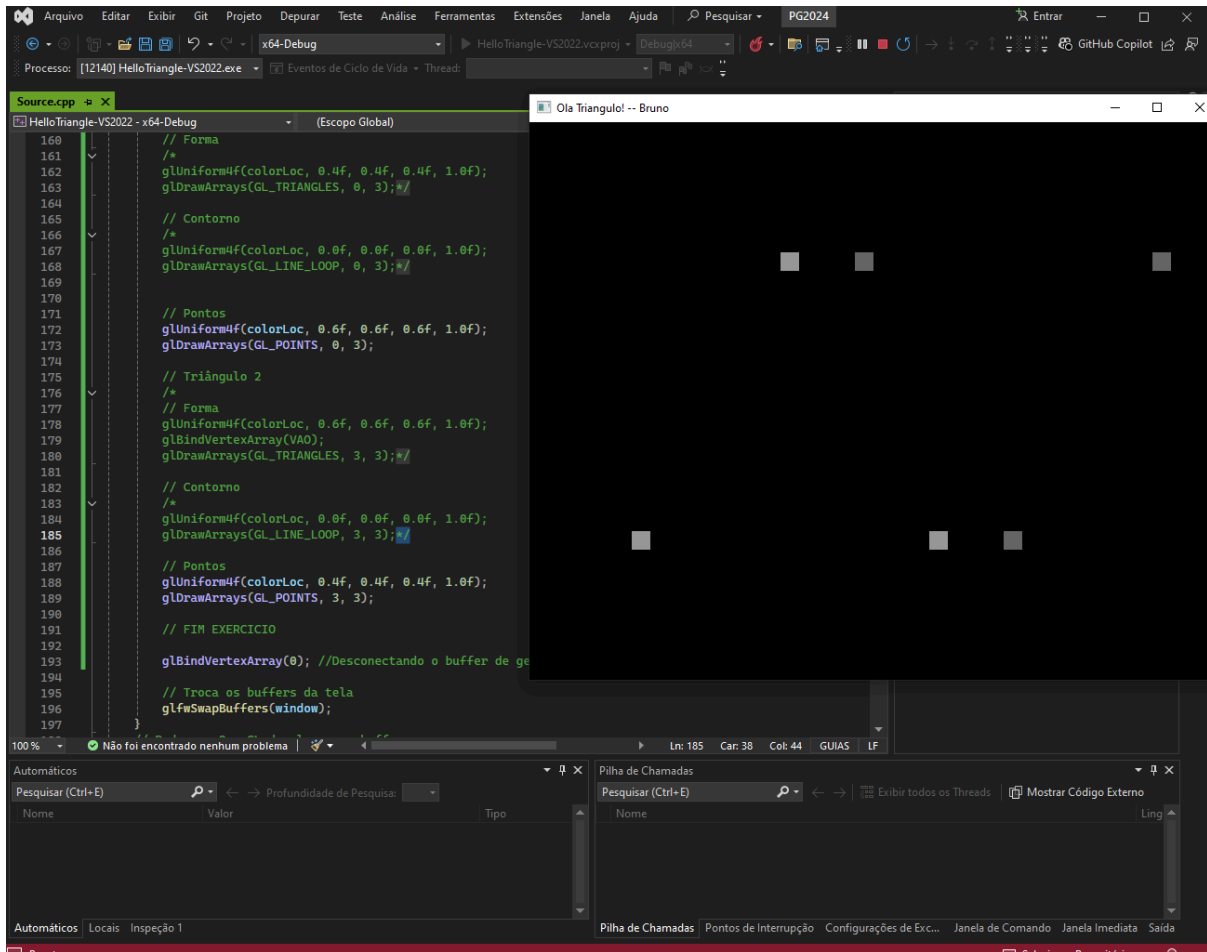 Arquivo Editar Exibir Git Projeto Depurar Teste Análise Ferramentas Extensões Janela Ajuda Pesquisar PG2024 Entrar
x64-Debug HelloTriangle-VS2022.vcxproj Debug|x64 GitHub Copilot
Processo: [12140] HelloTriangle-VS2022.exe Eventos de Ciclo de Vida Thread:
Source.cpp
HelloTriangle-VS2022 - x64-Debug (Escopo Global)
Ola Triangulo! -- Bruno
160 // Forma
161 /*
162 glUniform4f(colorLoc, 0.4f, 0.4f, 0.4f, 1.0f);
163 glDrawArrays(GL_TRIANGLES, 0, 3);*/
164
165 // Contorno
166 /*
167 glUniform4f(colorLoc, 0.0f, 0.0f, 0.0f, 1.0f);
168 glDrawArrays(GL_LINE_LOOP, 0, 3);*/
169
170
171 // Pontos
172 glUniform4f(colorLoc, 0.6f, 0.6f, 0.6f, 1.0f);
173 glDrawArrays(GL_POINTS, 0, 3);
174
175 // Triângulo 2
176 /*
177 // Forma
178 glUniform4f(colorLoc, 0.6f, 0.6f, 0.6f, 1.0f);
179 glBindVertexArray(VAO);
180 glDrawArrays(GL_TRIANGLES, 3, 3);*/
181
182 // Contorno
183 /*
184 glUniform4f(colorLoc, 0.0f, 0.0f, 0.0f, 1.0f);
185 glDrawArrays(GL_LINE_LOOP, 3, 3);*/
186
187 // Pontos
188 glUniform4f(colorLoc, 0.4f, 0.4f, 0.4f, 1.0f);
189 glDrawArrays(GL_POINTS, 3, 3);
190
191 // FIM EXERCICIO
192
193 glBindVertexArray(0); //Desconectando o buffer de ge
194
195 // Troca os buffers da tela
196 glfwSwapBuffers(window);
197 }
100 % Não foi encontrado nenhum problema Ln: 185 Car: 38 Col: 44 GUIAS LF
Automáticos
Pesquisar (Ctrl+E) Profundidade de Pesquisa:
Nome Valor Tipo
Pilha de Chamadas
Pesquisar (Ctrl+E) Exibir todos os Threads Mostrar Código Externo
Nome Ling
Automáticos Locais Inspeção 1
Pilha de Chamadas Pontos de Interrupção Configurações de Exc... Janela de Comando Janela Imediata Saída